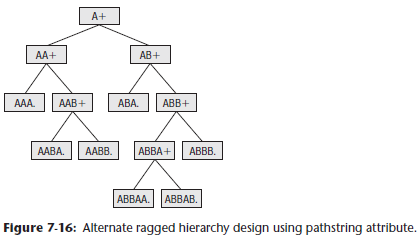 A+
AA+ AB+
AAA. AAB+ ABA. ABB+
AABA. AABB. ABBA+ ABBB.
ABBAA. ABBAB.
Figure 7-16: Alternate ragged hierarchy design using pathstring attribute.